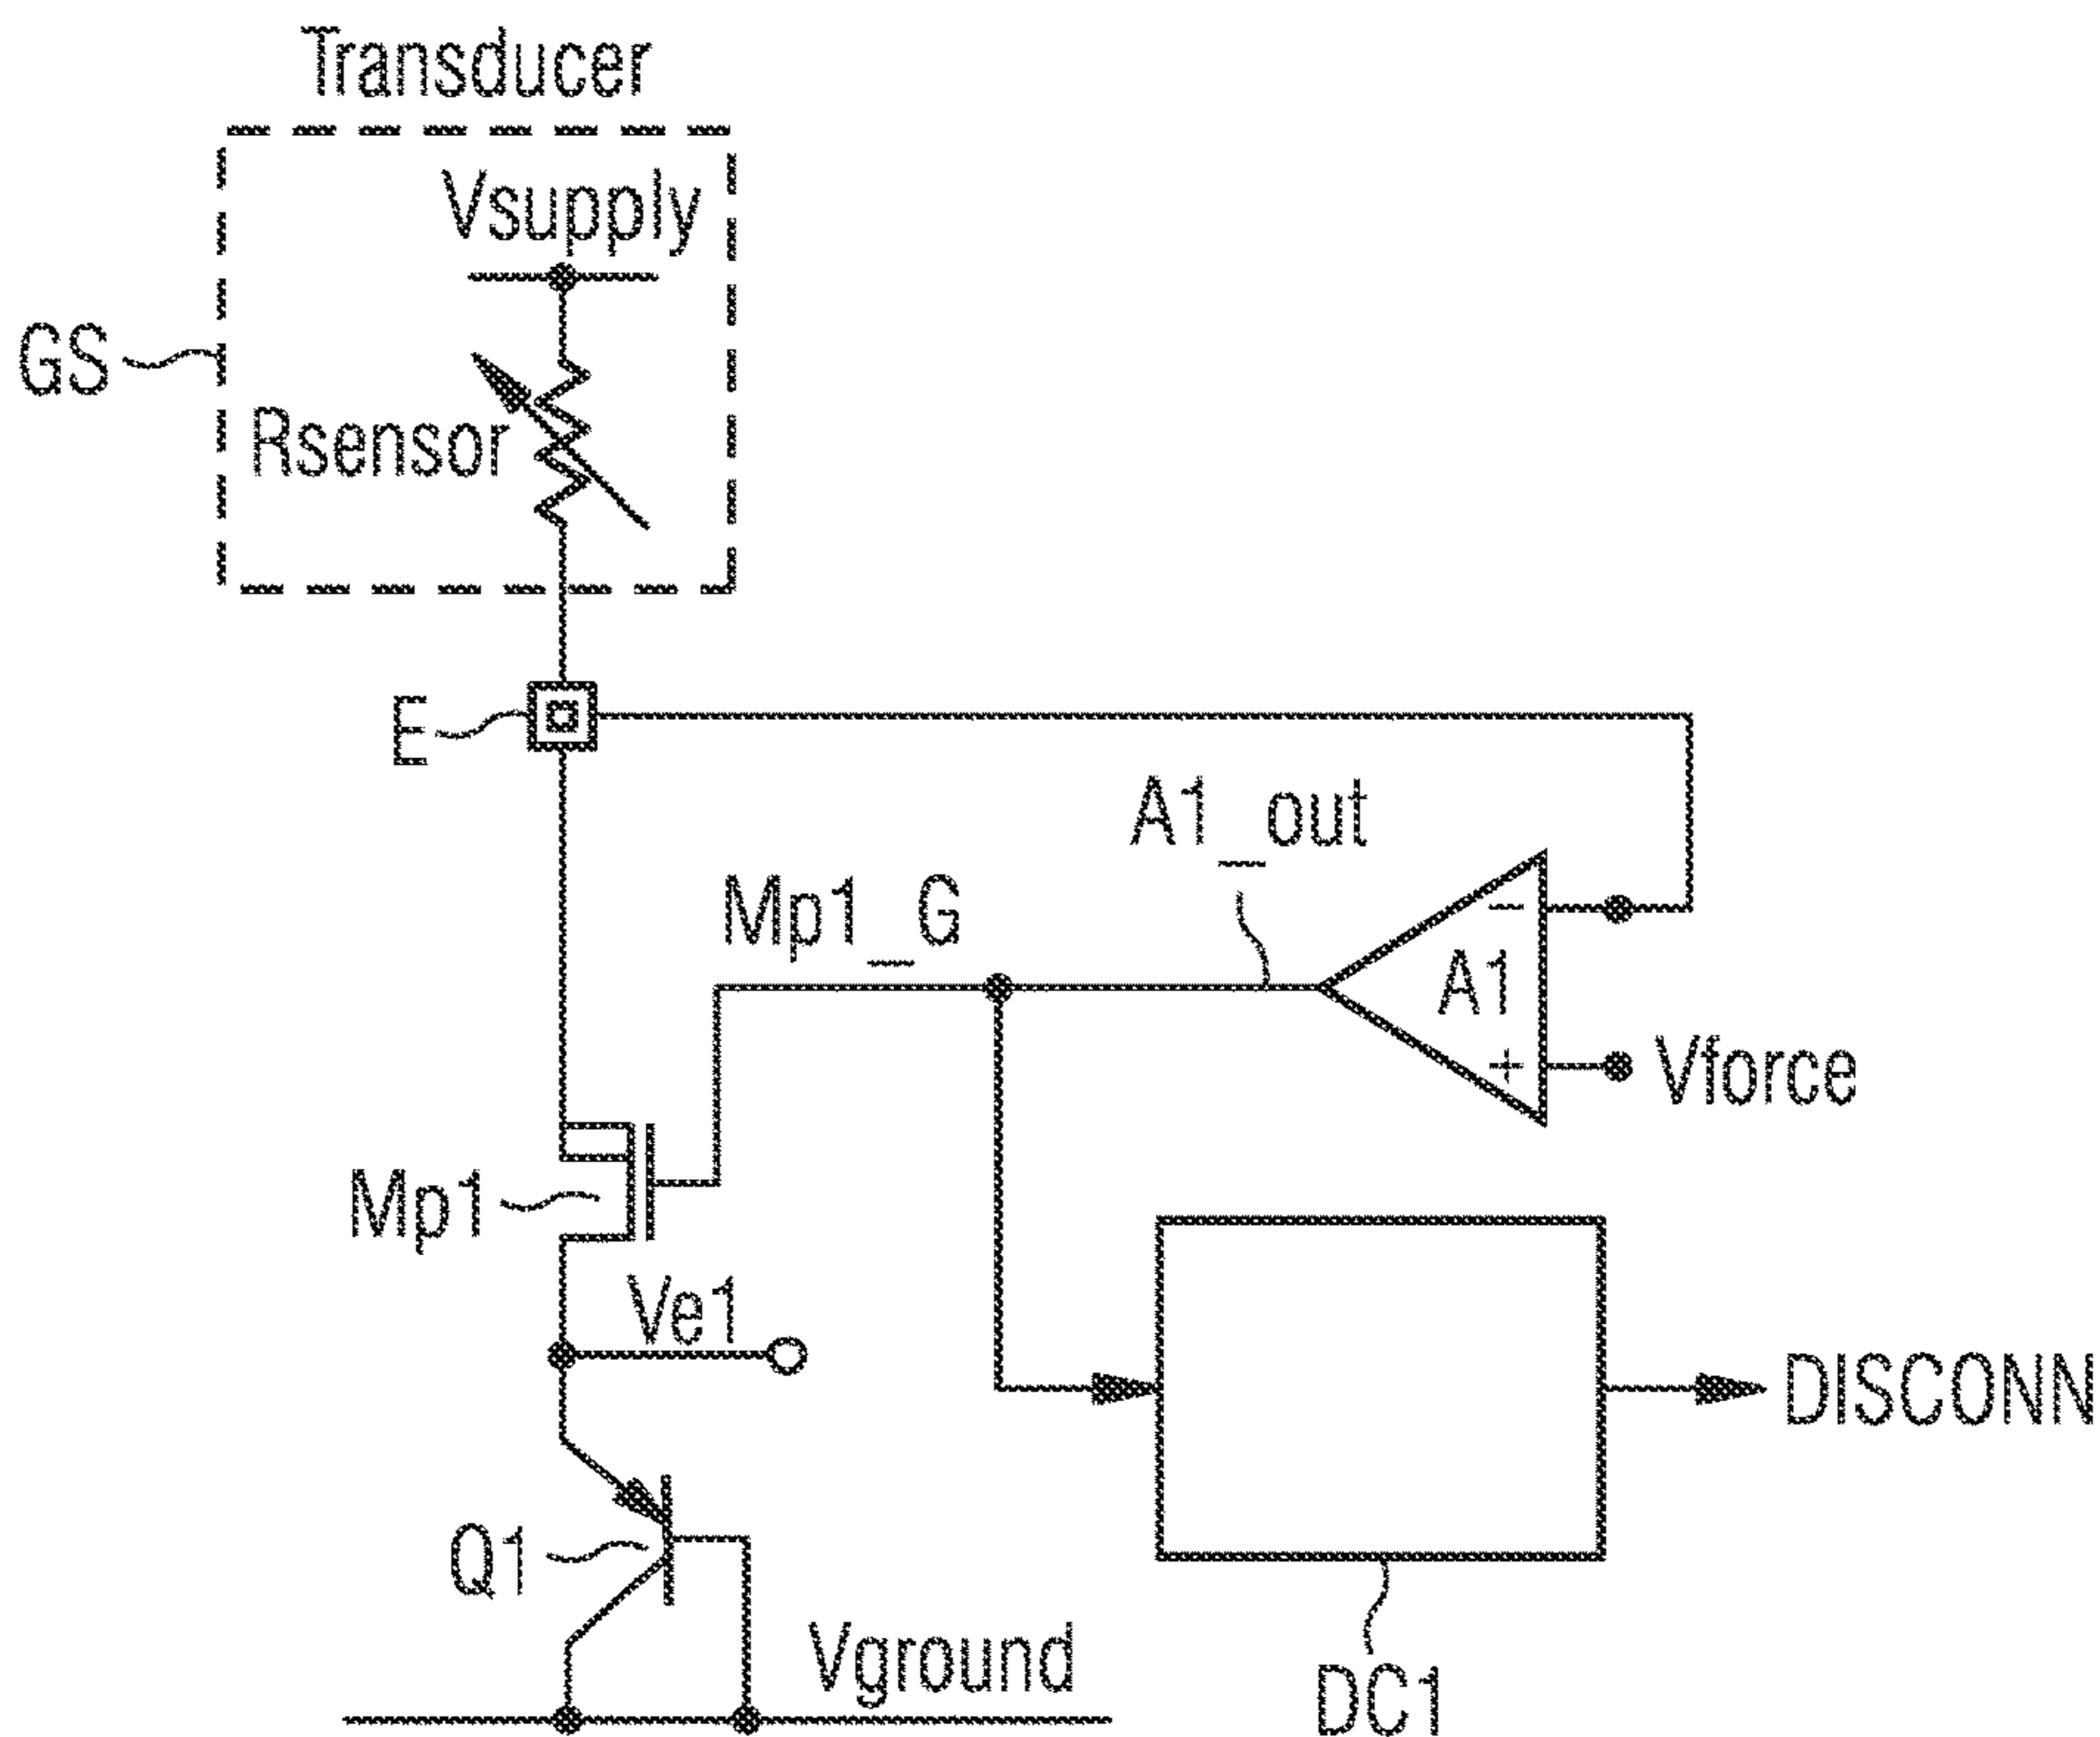 Transducer
Vsupply
GS
Rsensor
E
A1_out
Mp1_G
−
A1
+
Vforce
Mp1
Ve1
DISCONN
Q1
Vground
DC1